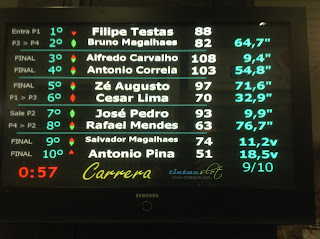 Entra P1 1º Filipe Testas 88
P3 > P4 2º Bruno Magalhaes 82 64,7"
FINAL 3º Alfredo Carvalho 108 9,4"
FINAL 4º Antonio Correia 103 54,8"
FINAL 5º Zé Augusto 97 71,6"
P1 > P3 6º Cesar Lima 70 32,9"
Sale P2 7º José Pedro 93 9,9"
P4 > P2 8º Rafael Mendes 63 76,7"
FINAL 9º Salvador Magalhaes 74 11,2v
FINAL 10º Antonio Pina 51 18,5v
0:57 Carrera slot 9/10
SAMSUNG